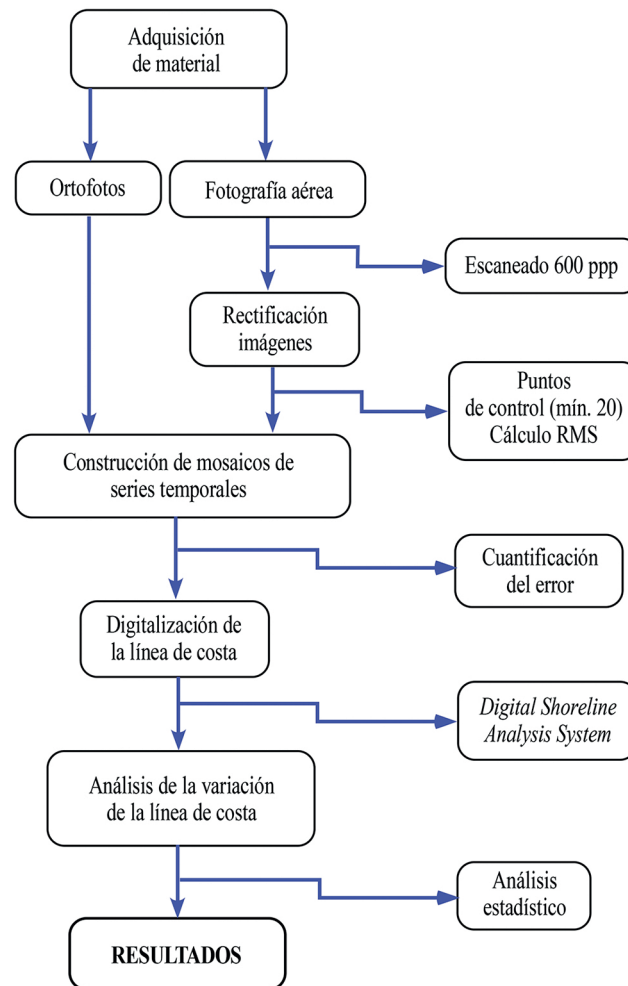 Adquisición
de material
Ortofotos
Fotografía aérea
Escaneado 600 ppp
Rectificación
imágenes
Puntos
de control (mín. 20)
Cálculo RMS
Construcción de mosaicos de
series temporales
Cuantificación
del error
Digitalización de
la línea de costa
Digital Shoreline
Analysis System
Análisis de la variación
de la línea de costa
Análisis
estadístico
RESULTADOS